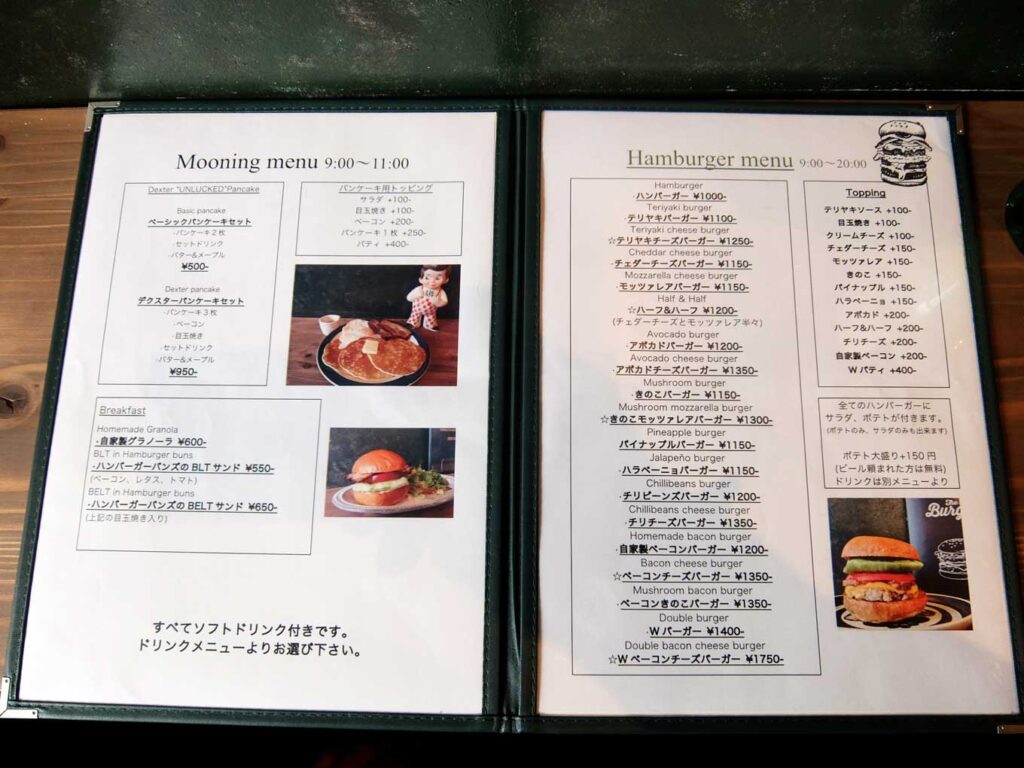 Mooning menu 9:00～11:00
Dexter "UNLUCKED"Pancake
Basic pancake
ベーシックパンケーキセット
·パンケーキ2枚
·セットドリンク
·バター&メープル
¥500-
Dexter pancake
デクスターパンケーキセット
·パンケーキ3枚
·ベーコン
·目玉焼き
·セットドリンク
·バター&メープル
¥950-
パンケーキ用トッピング
サラダ +100-
目玉焼き +100-
ベーコン +200-
パンケーキ1枚 +250-
パティ +400-
Breakfast
Homemade Granola
·自家製グラノーラ ¥600-
BLT in Hamburger buns
·ハンバーガーバンズのBLTサンド ¥550-
(ベーコン、レタス、トマト)
BELT in Hamburger buns
·ハンバーガーバンズのBELTサンド ¥650-
(上記の目玉焼き入り)
すべてソフトドリンク付きです。
ドリンクメニューよりお選び下さい。
Hamburger menu 9:00～20:00
Hamburger
·ハンバーガー ¥1000-
Teriyaki burger
·テリヤキバーガー ¥1100-
Teriyaki cheese burger
☆テリヤキチーズバーガー ¥1250-
Cheddar cheese burger
·チェダーチーズバーガー ¥1150-
Mozzarella cheese burger
·モッツァレアバーガー ¥1150-
Half & Half
☆ハーフ&ハーフ ¥1200-
(チェダーチーズとモッツァレア半々)
Avocado burger
·アボカドバーガー ¥1200-
Avocado cheese burger
·アボカドチーズバーガー ¥1350-
Mushroom burger
·きのこバーガー ¥1150-
Mushroom mozzarella burger
☆きのこモッツァレアバーガー ¥1300-
Pineapple burger
パイナップルバーガー ¥1150-
Jalapeño burger
·ハラペーニョバーガー ¥1150-
Chillibeans burger
·チリビーンズバーガー ¥1200-
Chillibeans cheese burger
·チリチーズバーガー ¥1350-
Homemade bacon burger
·自家製ベーコンバーガー ¥1200-
Bacon cheese burger
☆ベーコンチーズバーガー ¥1350-
Mushroom bacon burger
·ベーコンきのこバーガー ¥1350-
Double burger
·Wバーガー ¥1400-
Double bacon cheese burger
☆Wベーコンチーズバーガー ¥1750-
Topping
テリヤキソース +100-
目玉焼き +100-
クリームチーズ +100-
チェダーチーズ +150-
モッツァレア +150-
きのこ +150-
パイナップル +150-
ハラペーニョ +150-
アボカド +200-
ハーフ&ハーフ +200-
チリチーズ +200-
自家製ベーコン +200-
Wパティ +400-
全てのハンバーガーに
サラダ、ポテトが付きます。
(ポテトのみ、サラダのみも出来ます)
ポテト大盛り+150円
(ビール頼まれた方は無料)
ドリンクは別メニューより
The
Burg